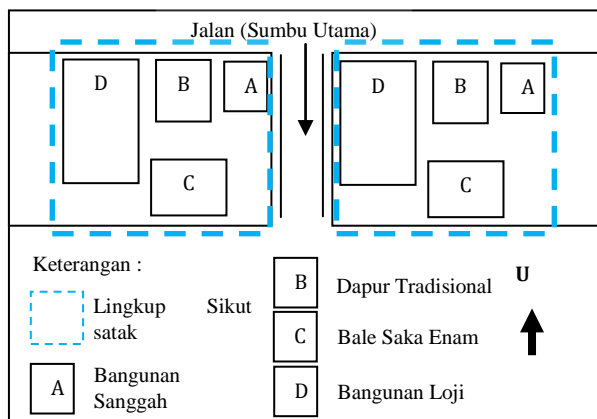 Jalan (Sumbu Utama)
D
B
A
C
D
B
A
C
Keterangan :
Lingkup Sikut
satak
A
Bangunan
Sanggah
B
Dapur Tradisional
C
Bale Saka Enam
D
Bangunan Loji
U